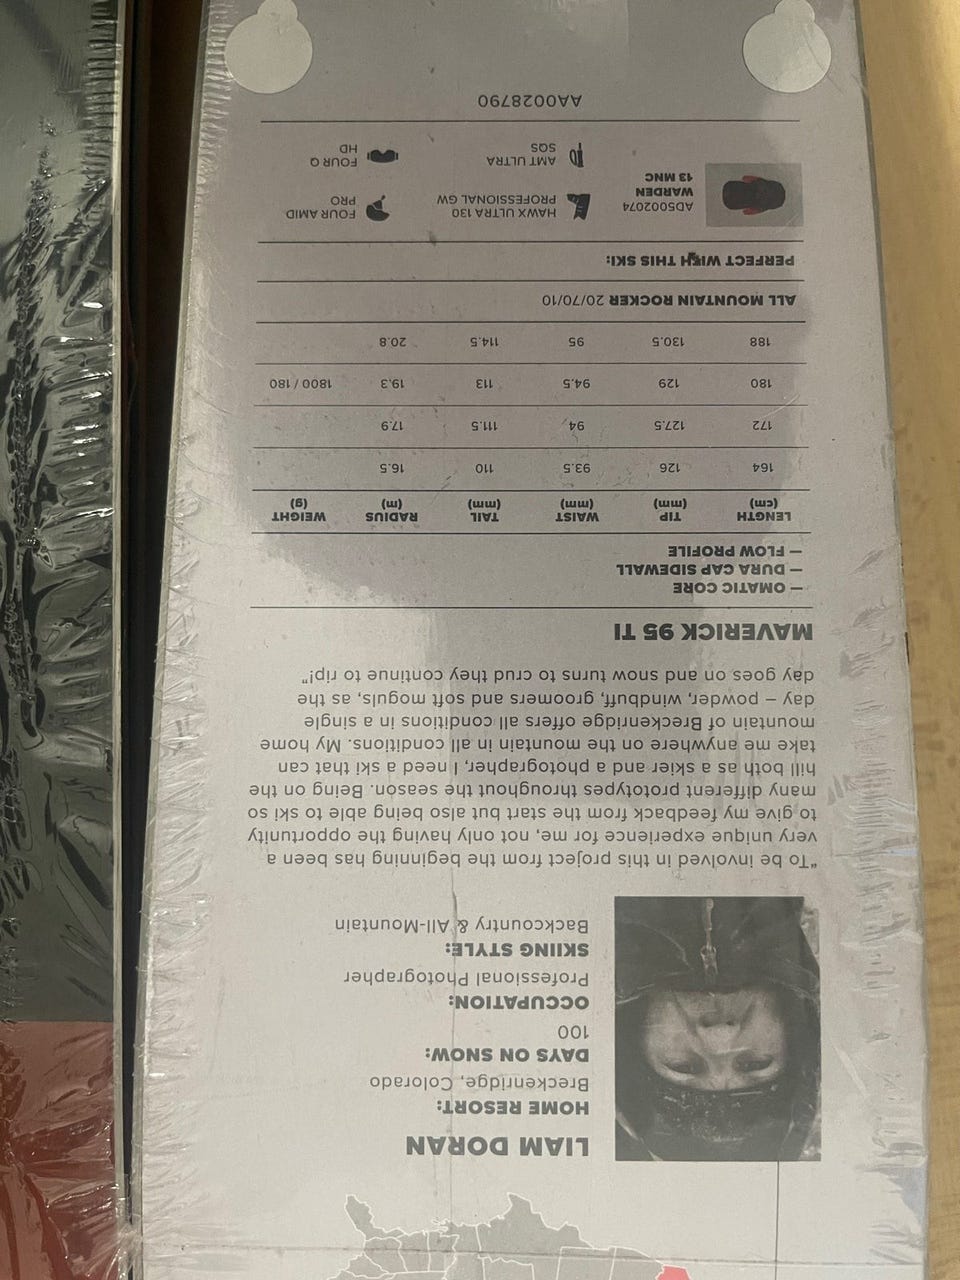 LIAM DORAN
HOME RESORT:
Breckenridge, Colorado
DAYS ON SNOW:
100
OCCUPATION:
Professional Photographer
SKIING STYLE:
Backcountry & All-Mountain
"To be involved in this project from the beginning has been a
very unique experience for me, not only having the opportunity
to give my feedback from the start but also being able to ski so
many different prototypes throughout the season. Being on the
hill both as a skier and a photographer, I need a ski that can
take me anywhere on the mountain in all conditions. My home
mountain of Breckenridge offers all conditions in a single
day – powder, windbuff, groomers and soft moguls, as the
day goes on and snow turns to crud they continue to rip!"
MAVERICK 95 TI
– OMATIC CORE
– DURA CAP SIDEWALL
– FLOW PROFILE
LENGTH (cm) TIP (mm) WAIST (mm) TAIL (mm) RADIUS (m) WEIGHT (g)
164 126 93.5 110 16.5
172 127.5 94 111.5 17.9
180 129 94.5 113 19.3 1800 / 180
188 130.5 95 114.5 20.8
ALL MOUNTAIN ROCKER 20/70/10
PERFECT WITH THIS SKI:
AD5002074
WARDEN
13 MNC
HAWX ULTRA 130
PROFESSIONAL GW
FOUR AMID
PRO
AMT ULTRA
SQS
FOUR Q
HD
AA0028790